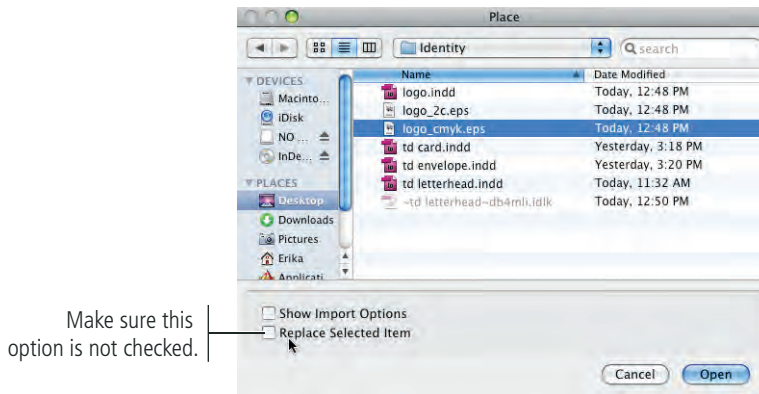 Place
Identity
search
Name
Date Modified
DEVICES
Macinto...
iDisk
NO ...
InDe...
PLACES
Desktop
Downloads
Pictures
Erika
Applicati
logo.indd Today, 12:48 PM
logo_2c.eps Today, 12:48 PM
logo_cmyk.eps Today, 12:48 PM
td card.indd Yesterday, 3:18 PM
td envelope.indd Yesterday, 3:20 PM
td letterhead.indd Today, 11:32 AM
~td letterhead~db4mli.idlk Today, 12:50 PM
Show Import Options
Replace Selected Item
Make sure this
option is not checked.
Cancel Open